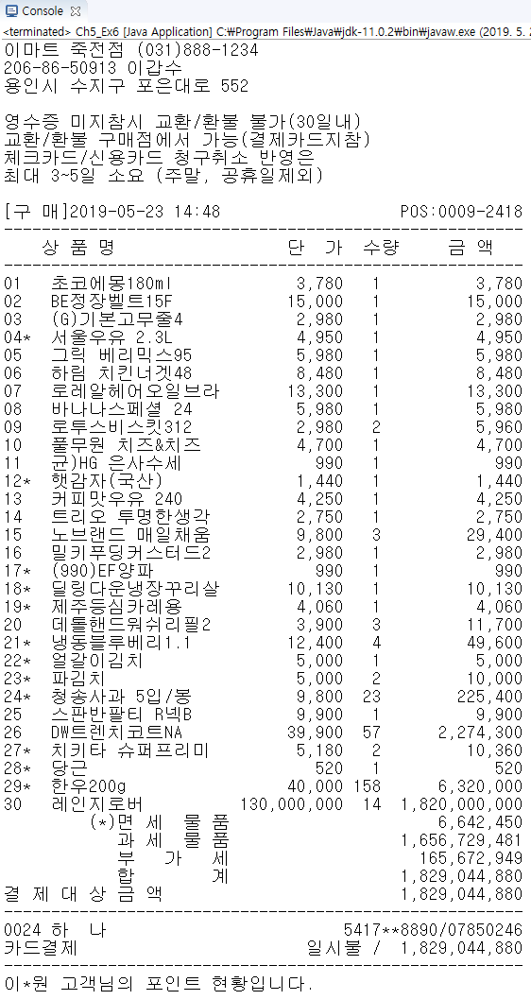 Console
<terminated> Ch5_Ex6 [Java Application] C:₩Program Files₩Java₩jdk-11.0.2₩bin₩javaw.exe (2019. 5.
이마트 죽전점 (031)888-1234
206-86-50913 이갑수
용인시 수지구 포은대로 552
영수증 미지참시 교환/환불 불가(30일내)
교환/환불 구매점에서 가능(결제카드지참)
체크카드/신용카드 청구취소 반영은
최대 3~5일 소요 (주말, 공휴일제외)
[구 매]2019-05-23 14:48 POS:0009-2418
------------------------------------------------------
상 품 명 단 가 수량 금 액
------------------------------------------------------
01 초코에몽180ml 3,780 1 3,780
02 BE정장벨트15F 15,000 1 15,000
03 (G)기본고무줄4 2,980 1 2,980
04* 서울우유 2.3L 4,950 1 4,950
05 그릭 베리믹스95 5,980 1 5,980
06 하림 치킨너겟48 8,480 1 8,480
07 로레알헤어오일브라 13,300 1 13,300
08 바나나스페셜 24 5,980 1 5,980
09 로투스비스킷312 2,980 2 5,960
10 풀무원 치즈&치즈 4,700 1 4,700
11 균)HG 은사수세 990 1 990
12* 햇감자(국산) 1,440 1 1,440
13 커피맛우유 240 4,250 1 4,250
14 트리오 투명한생각 2,750 1 2,750
15 노브랜드 매일채움 9,800 3 29,400
16 밀키푸딩커스터드2 2,980 1 2,980
17* (990)EF양파 990 1 990
18* 딜링다운냉장꾸리살 10,130 1 10,130
19* 제주등심카레용 4,060 1 4,060
20 데톨핸드워쉬리필2 3,900 3 11,700
21* 냉동블루베리1.1 12,400 4 49,600
22* 얼갈이김치 5,000 1 5,000
23* 파김치 5,000 2 10,000
24* 청송사과 5입/봉 9,800 23 225,400
25 스판반팔티 R넥B 9,900 1 9,900
26 DW트렌치코트NA 39,900 57 2,274,300
27* 치키타 슈퍼프리미 5,180 2 10,360
28* 당근 520 1 520
29* 한우200g 40,000 158 6,320,000
30 레인지로버 130,000,000 14 1,820,000,000
(*)면 세 물 품 6,642,450
과 세 물 품 1,656,729,481
부 가 세 165,672,949
합 계 1,829,044,880
결 제 대 상 금 액 1,829,044,880
------------------------------------------------------
0024 하 나 5417**8890/07850246
카드결제 일시불 / 1,829,044,880
------------------------------------------------------
이*원 고객님의 포인트 현황입니다.